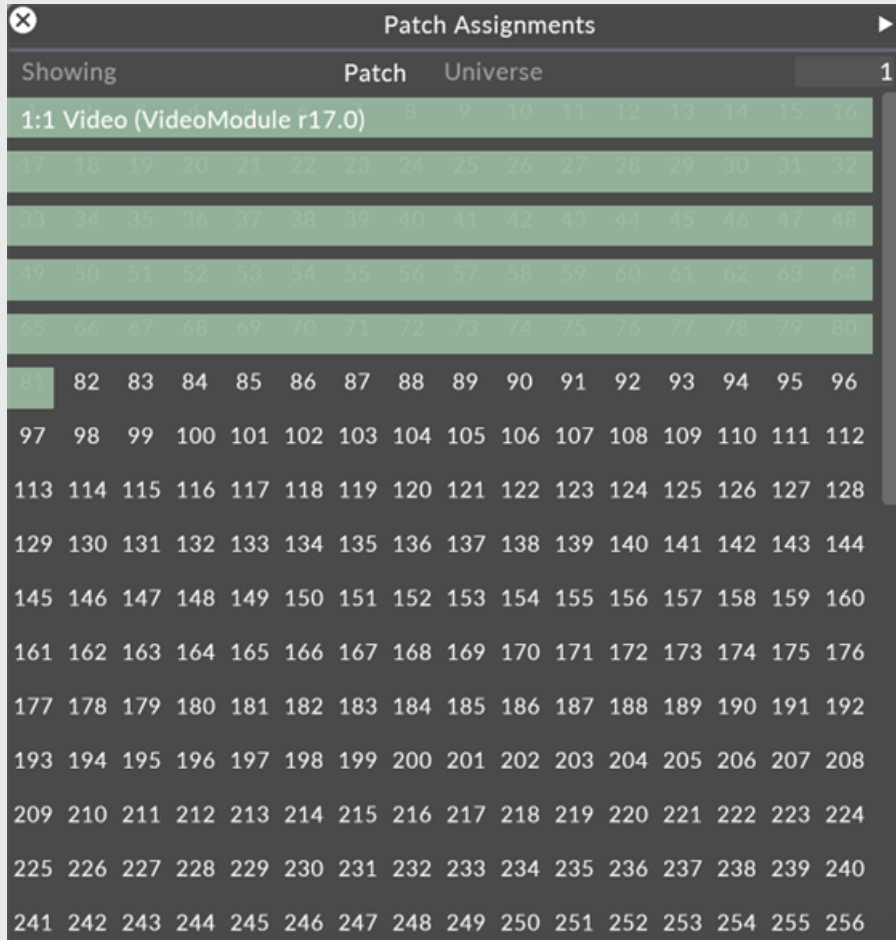 Patch Assignments
Showing Patch Universe 1
1:1 Video (VideoModule r17.0) 8 9 10 11 12 13 14 15 16
17 18 19 20 21 22 23 24 25 26 27 28 29 30 31 32
33 34 35 36 37 38 39 40 41 42 43 44 45 46 47 48
49 50 51 52 53 54 55 56 57 58 59 60 61 62 63 64
65 66 67 68 69 70 71 72 73 74 75 76 77 78 79 80
81 82 83 84 85 86 87 88 89 90 91 92 93 94 95 96
97 98 99 100 101 102 103 104 105 106 107 108 109 110 111 112
113 114 115 116 117 118 119 120 121 122 123 124 125 126 127 128
129 130 131 132 133 134 135 136 137 138 139 140 141 142 143 144
145 146 147 148 149 150 151 152 153 154 155 156 157 158 159 160
161 162 163 164 165 166 167 168 169 170 171 172 173 174 175 176
177 178 179 180 181 182 183 184 185 186 187 188 189 190 191 192
193 194 195 196 197 198 199 200 201 202 203 204 205 206 207 208
209 210 211 212 213 214 215 216 217 218 219 220 221 222 223 224
225 226 227 228 229 230 231 232 233 234 235 236 237 238 239 240
241 242 243 244 245 246 247 248 249 250 251 252 253 254 255 256